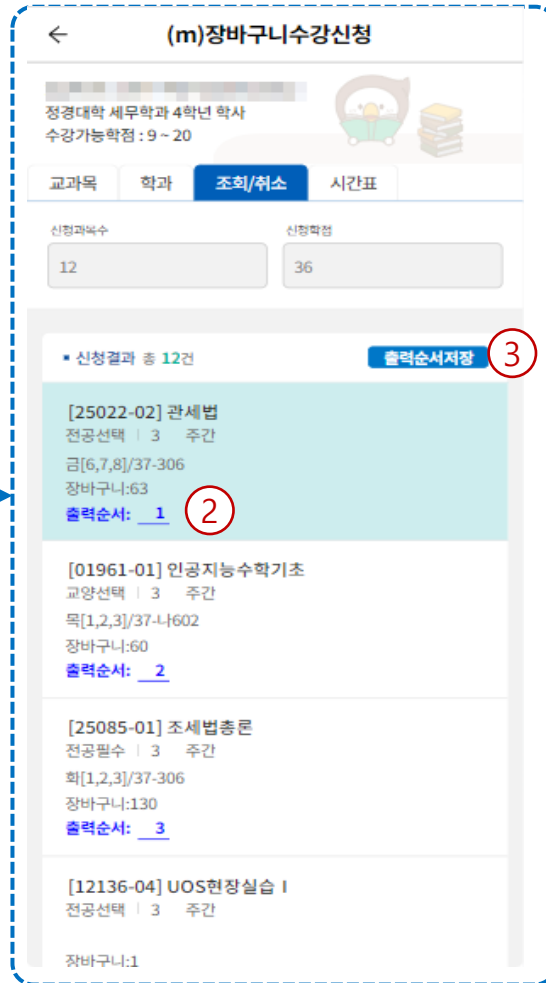 (m)장바구니수강신청
정경대학 세무학과 4학년 학사
수강가능학점 : 9 ~ 20
교과목 학과 조회/취소 시간표
신청과목수 신청학점
12 36
▪ 신청결과 총 12건 출력순서저장 ③
[25022-02] 관세법
전공선택 | 3 주간
금[6,7,8]/37-306
장바구니:63
출력순서: 1 ②
[01961-01] 인공지능수학기초
교양선택 | 3 주간
목[1,2,3]/37-나602
장바구니:60
출력순서: 2
[25085-01] 조세법총론
전공필수 | 3 주간
화[1,2,3]/37-306
장바구니:130
출력순서: 3
[12136-04] UOS현장실습 Ⅰ
전공선택 | 3 주간
장바구니:1